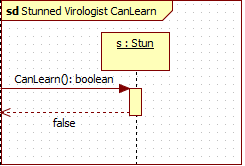 sd Stunned Virologist CanLearn
s : Stun
CanLearn(): boolean
false